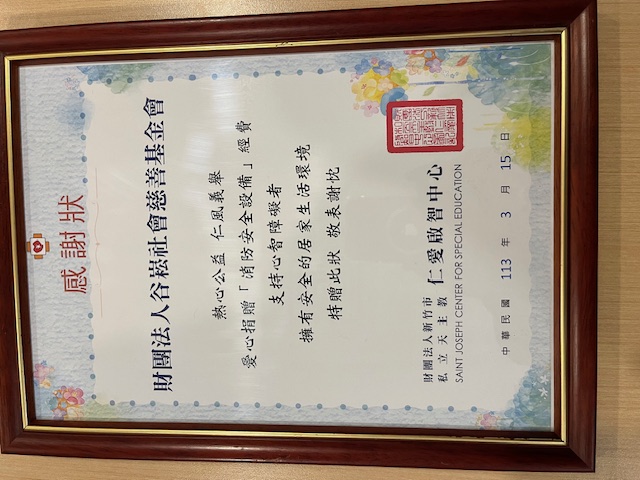 感謝狀
財團法人谷崧社會慈善基金會
熱心公益 仁風義舉
愛心捐贈「消防安全設備」經費
支持心智障礙者
擁有安全的居家生活環境
特贈此狀 敬表謝忱
財團法人新竹市
私立天主教
仁愛啟智中心
SAINT JOSEPH CENTER FOR SPECIAL EDUCATION
中華民國 113 年 3 月 15 日